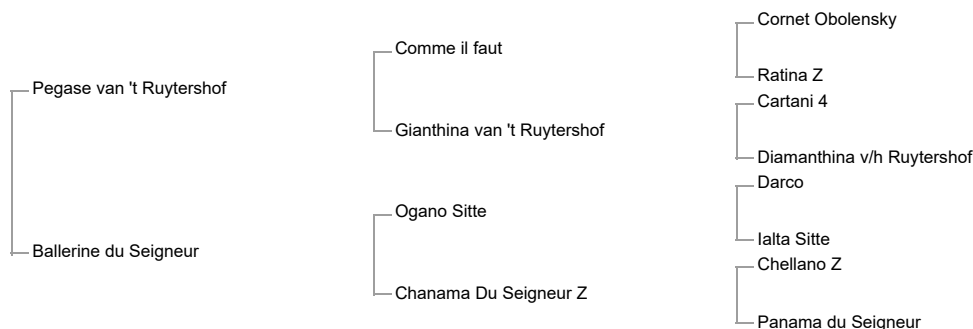 Cornet Obolensky
Comme il faut
Ratina Z
Pegase van 't Ruytershof
Cartani 4
Gianthina van 't Ruytershof
Diamanthina v/h Ruytershof
Darco
Ogano Sitte
Ialta Sitte
Ballerine du Seigneur
Chellano Z
Chanama Du Seigneur Z
Panama du Seigneur